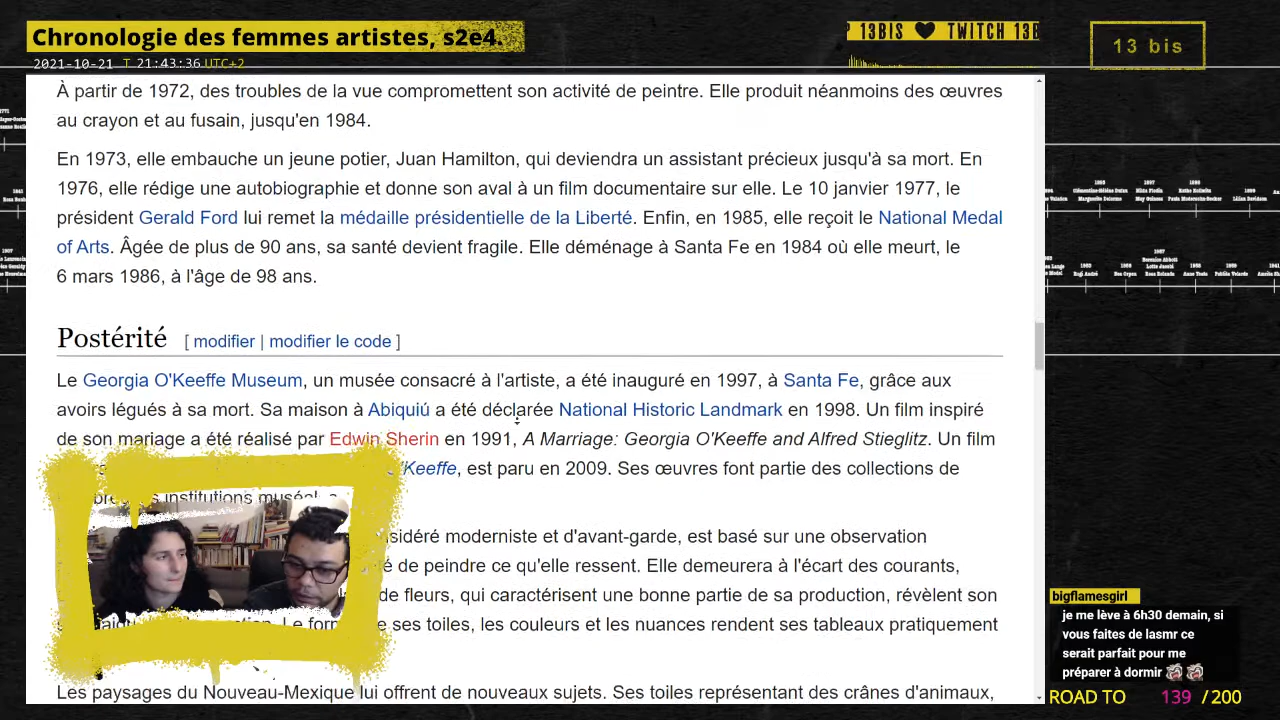 Chronologie des femmes artistes, s2e4.
P 13BIS TWITCH 13B
13 bis
2021-10-21 T 21:43:36 UTC+2
À partir de 1972, des troubles de la vue compromettent son activité de peintre. Elle produit néanmoins des œuvres
au crayon et au fusain, jusqu'en 1984.
En 1973, elle embauche un jeune potier, Juan Hamilton, qui deviendra un assistant précieux jusqu'à sa mort. En
1976, elle rédige une autobiographie et donne son aval à un film documentaire sur elle. Le 10 janvier 1977, le
président Gerald Ford lui remet la médaille présidentielle de la Liberté. Enfin, en 1985, elle reçoit le National Medal
of Arts. Âgée de plus de 90 ans, sa santé devient fragile. Elle déménage à Santa Fe en 1984 où elle meurt, le
6 mars 1986, à l'âge de 98 ans.
Postérité [ modifier | modifier le code ]
Le Georgia O'Keeffe Museum, un musée consacré à l'artiste, a été inauguré en 1997, à Santa Fe, grâce aux
avoirs légués à sa mort. Sa maison à Abiquiú a été déclarée National Historic Landmark en 1998. Un film inspiré
de son mariage a été réalisé par Edwin Sherin en 1991, A Marriage: Georgia O'Keeffe and Alfred Stieglitz. Un film
'Keeffe, est paru en 2009. Ses œuvres font partie des collections de
institutions
sidéré moderniste et d'avant-garde, est basé sur une observation
é de peindre ce qu'elle ressent. Elle demeurera à l'écart des courants,
de fleurs, qui caractérisent une bonne partie de sa production, révèlent son
ses toiles, les couleurs et les nuances rendent ses tableaux pratiquement
Les paysages du Nouveau-Mexique lui offrent de nouveaux sujets. Ses toiles représentant des crânes d'animaux,
bigflamesgirl
je me lève à 6h30 demain, si
vous faites de lasmr ce
serait parfait pour me
préparer à dormir
ROAD TO 139 / 200